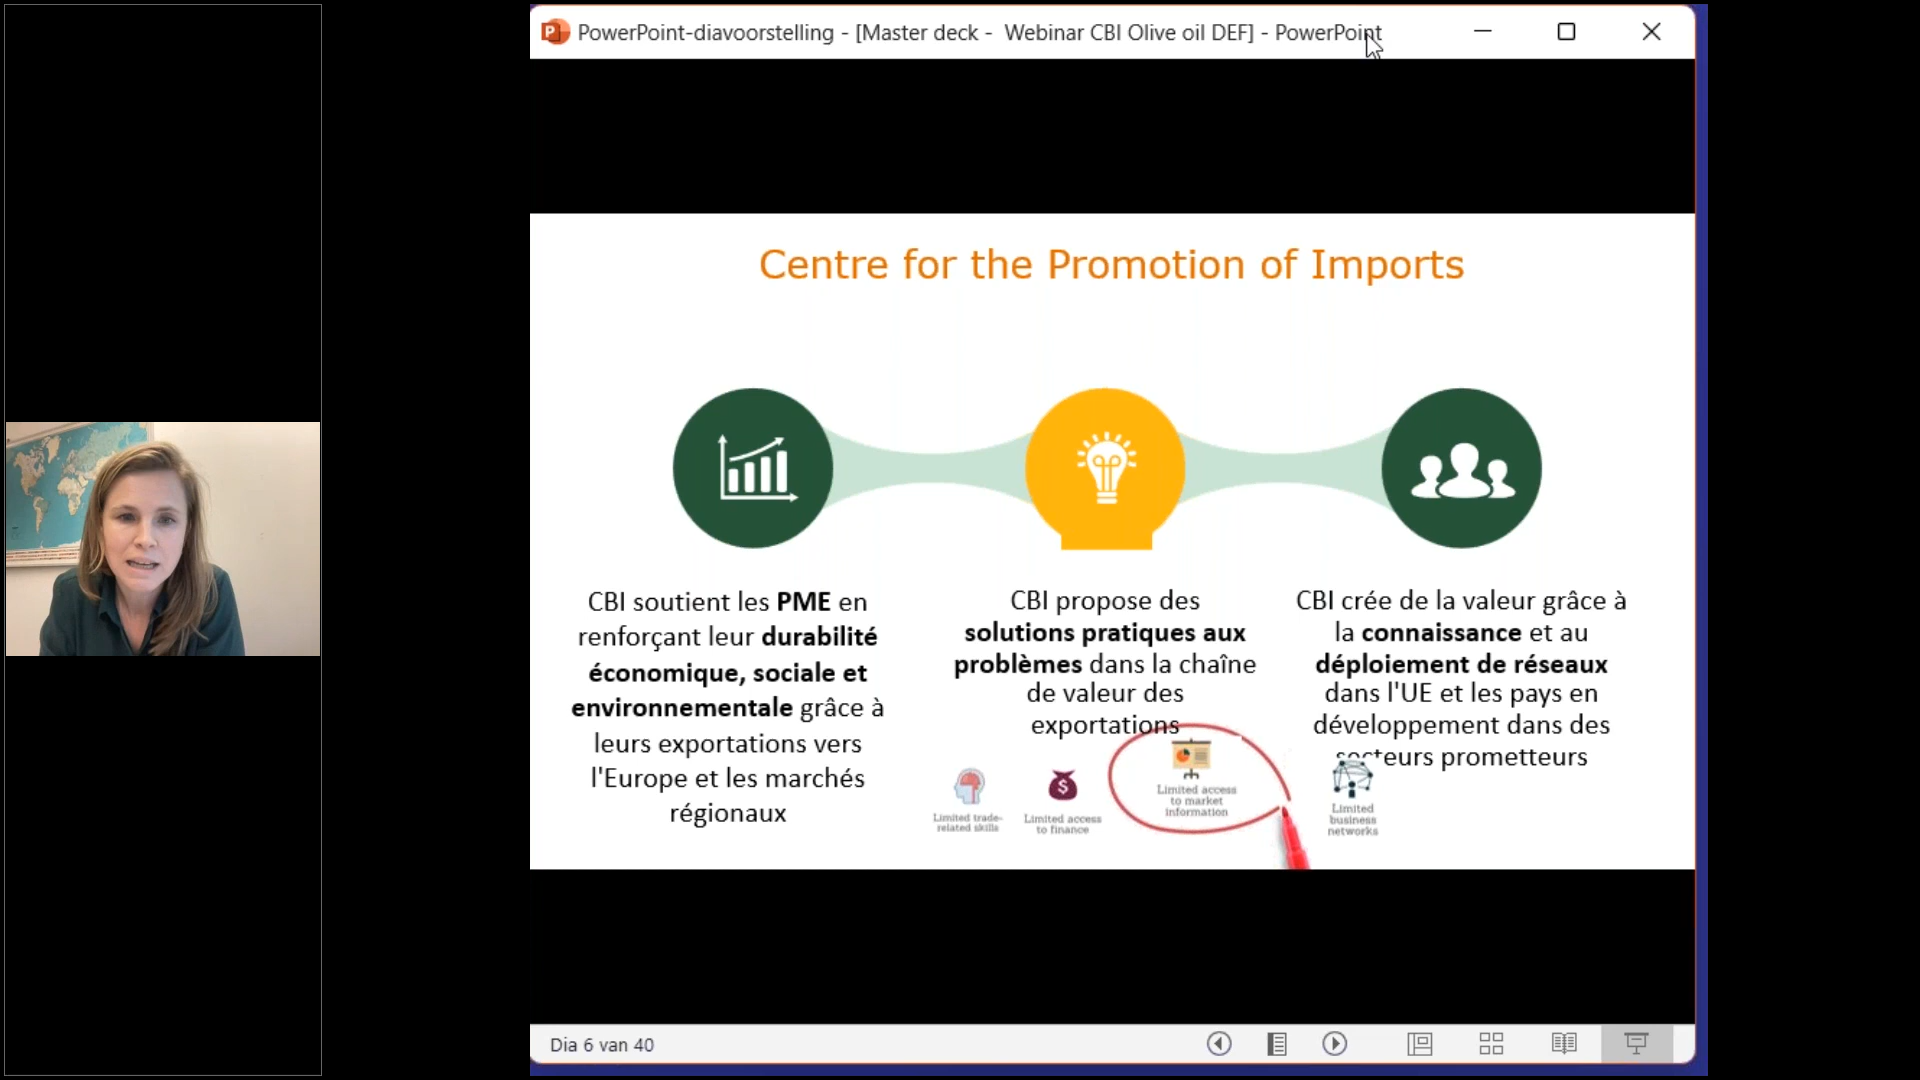 PowerPoint-diavoorstelling - [Master deck -  Webinar CBI Olive oil DEF] - PowerPoint
Centre for the Promotion of Imports
CBI soutient les PME en
renforçant leur durabilité
économique, sociale et
environnementale grâce à
leurs exportations vers
l'Europe et les marchés
régionaux
CBI propose des
solutions pratiques aux
problèmes dans la chaîne
de valeur des
exportations
Limited trade-
related skills
Limited access
to finance
$
Limited access
to market
information
CBI crée de la valeur grâce à
la connaissance et au
déploiement de réseaux
dans l'UE et les pays en
développement dans des
secteurs prometteurs
Limited
business
networks
Dia 6 van 40